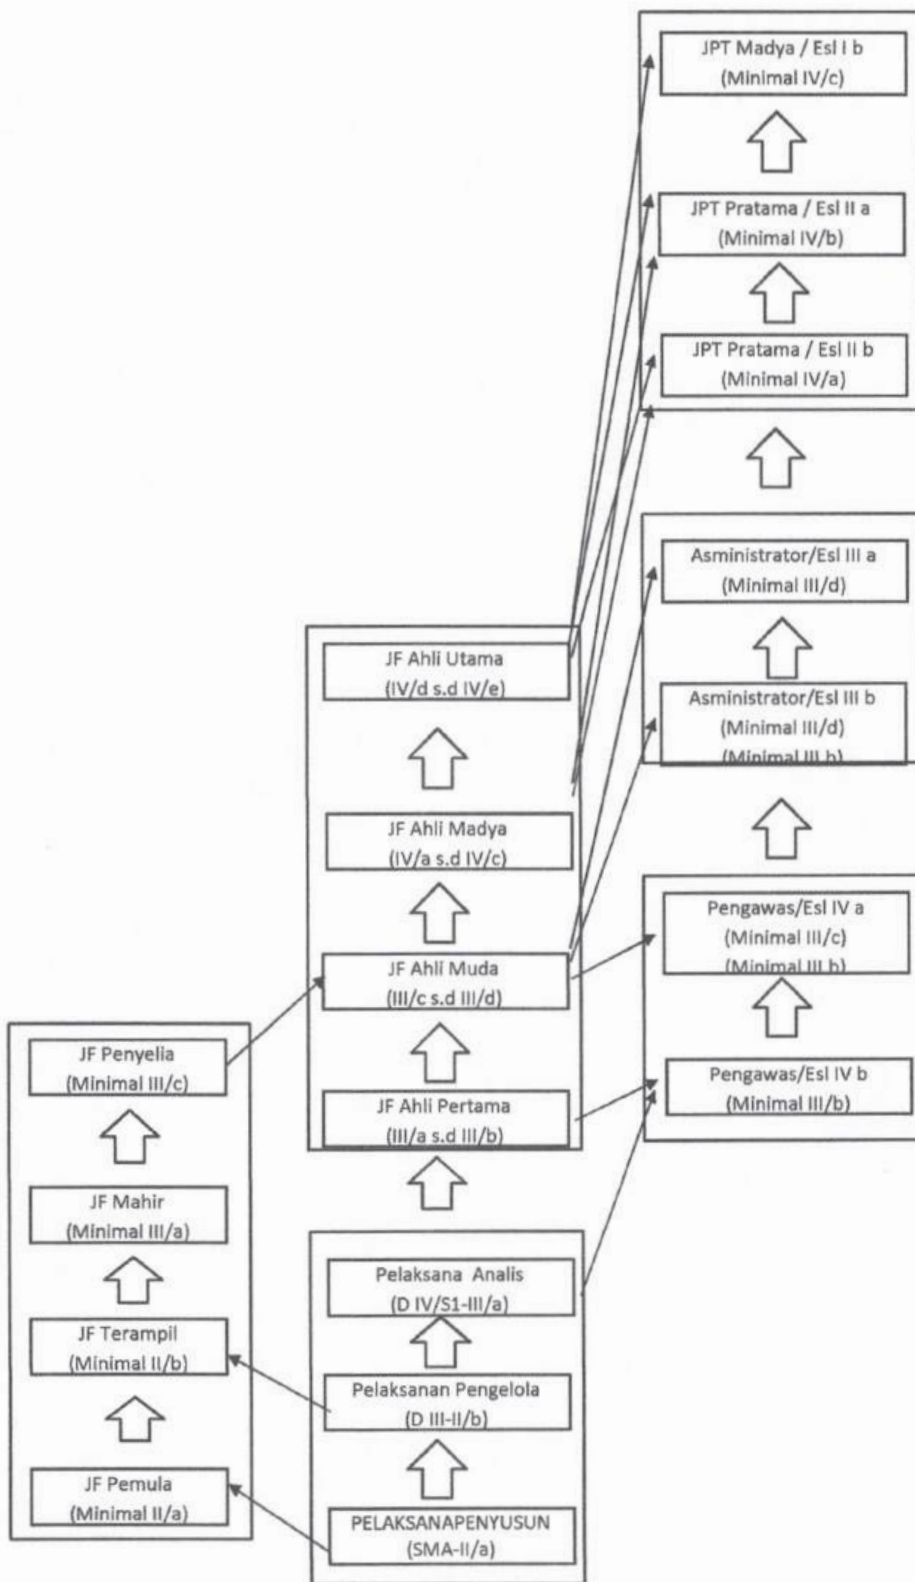 JPT Madya / Esl I b
(Minimal IV/c)
JPT Pratama / Esl II a
(Minimal IV/b)
JPT Pratama / Esl II b
(Minimal IV/a)
Asministrator/Esl III a
(Minimal III/d)
Asministrator/Esl III b
(Minimal III/d)
(Minimal III b)
Pengawas/Esl IV a
(Minimal III/c)
(Minimal III b)
Pengawas/Esl IV b
(Minimal III/b)
JF Ahli Utama
(IV/d s.d IV/e)
JF Ahli Madya
(IV/a s.d IV/c)
JF Ahli Muda
(III/c s.d III/d)
JF Ahli Pertama
(III/a s.d III/b)
JF Penyelia
(Minimal III/c)
JF Mahir
(Minimal III/a)
JF Terampil
(Minimal II/b)
JF Pemula
(Minimal II/a)
Pelaksana Analis
(D IV/S1-III/a)
Pelaksanan Pengelola
(D III-II/b)
PELAKSANAPENYUSUN
(SMA-II/a)